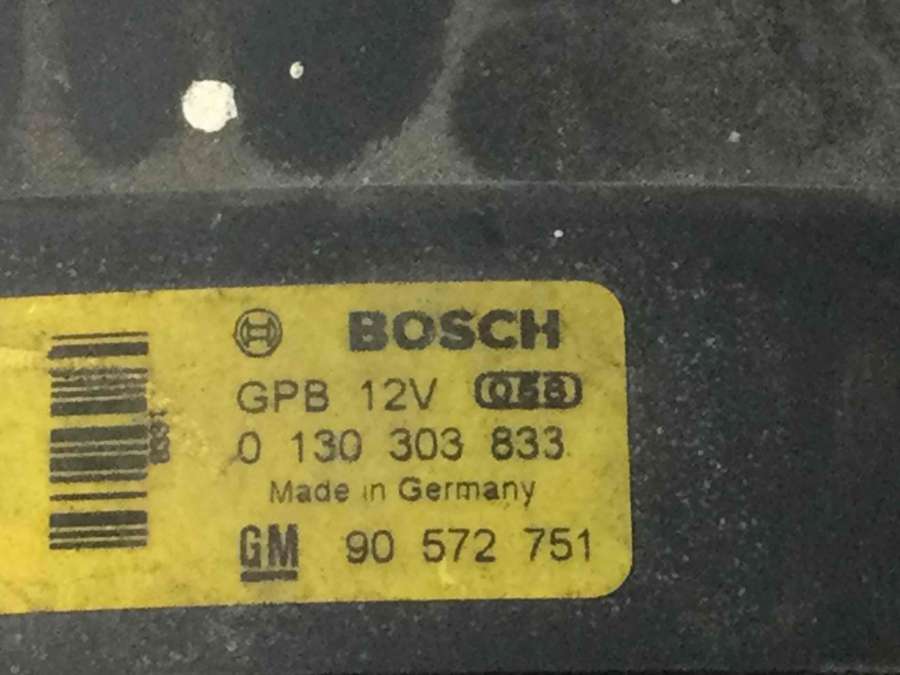 BOSCH
GPB 12V 058
0 130 303 833
Made in Germany
GM 90 572 751